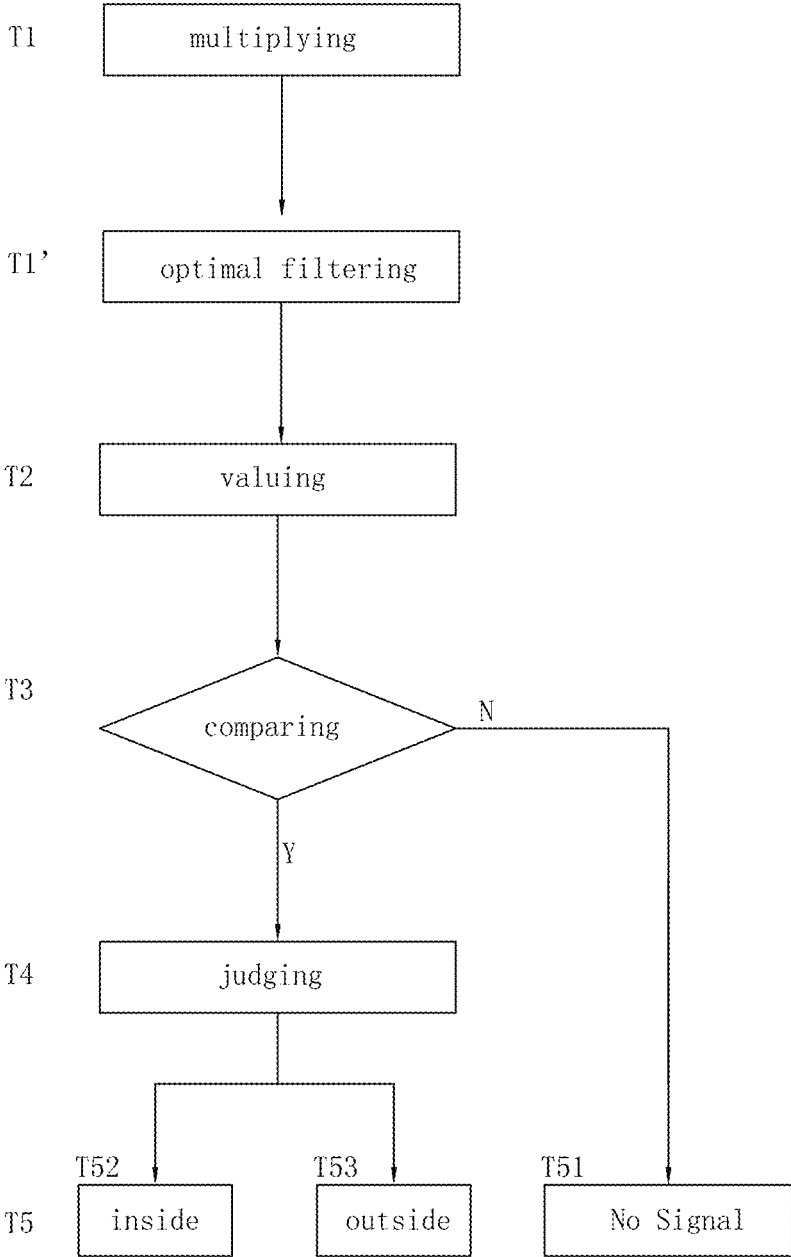 T1
multiplying
T1'
optimal filtering
T2
valuing
T3
comparing
N
Y
T4
judging
T52
T53
T51
T5
inside
outside
No Signal